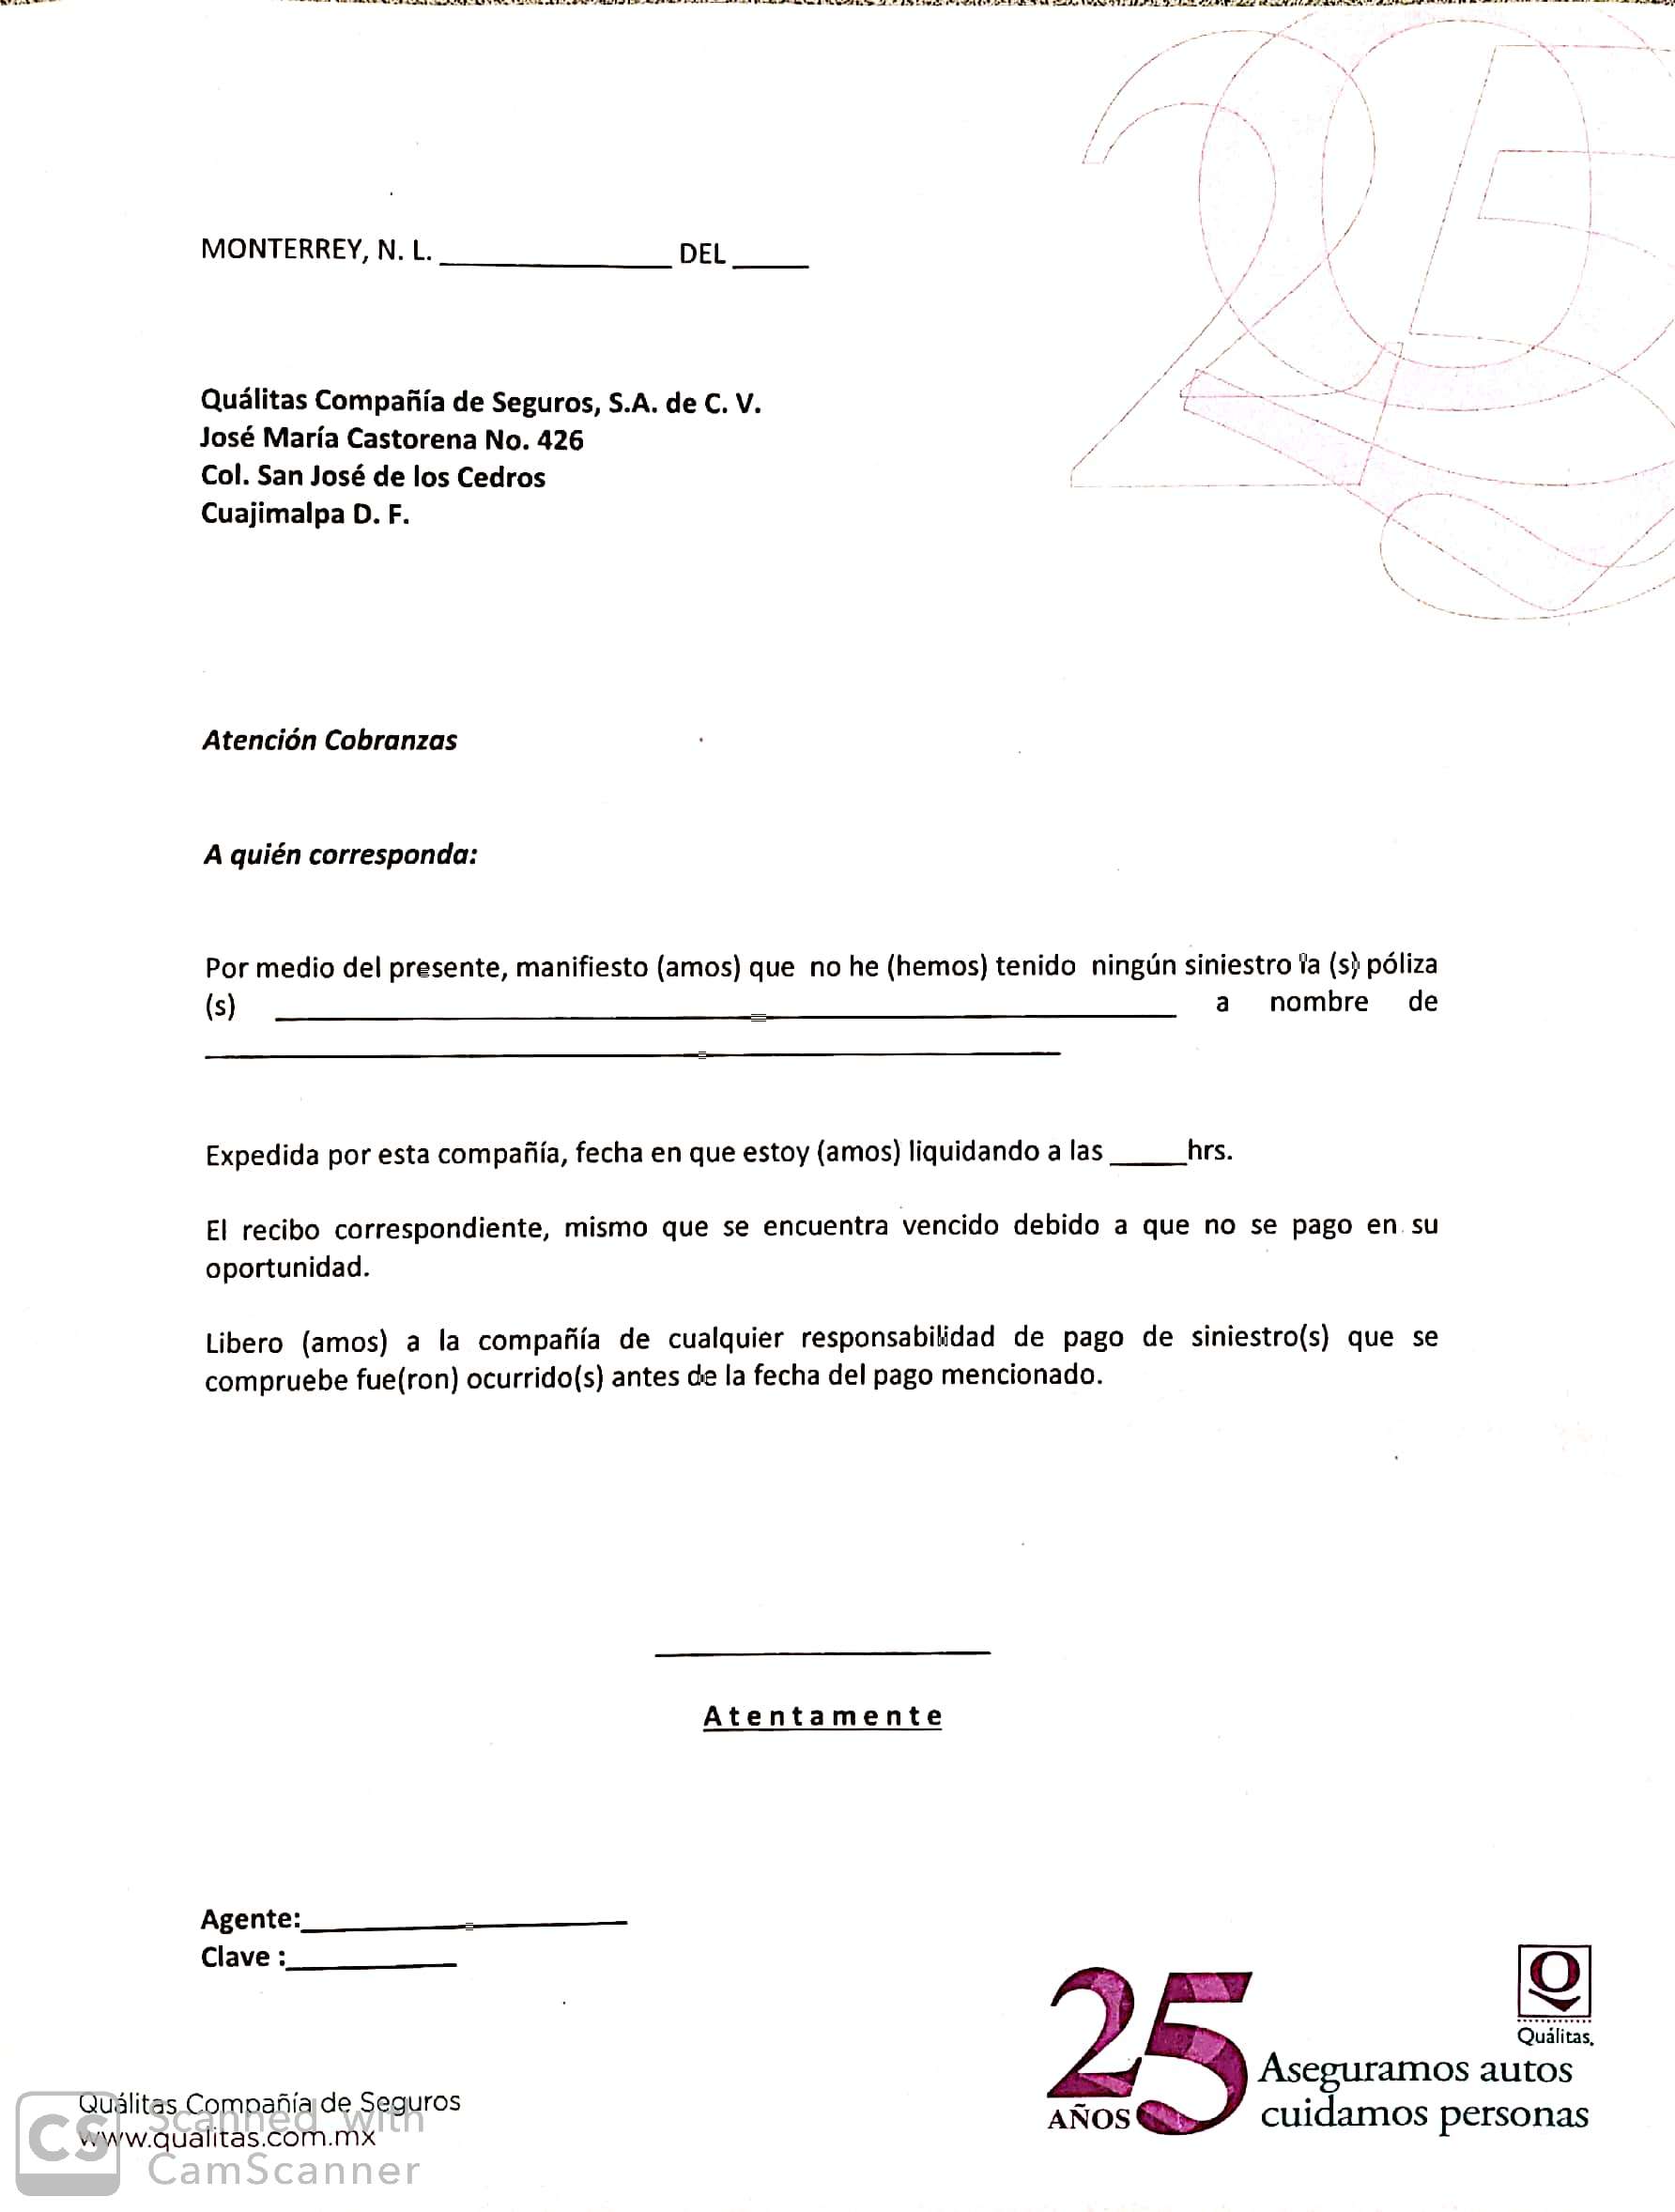 MONTERREY, N. L. _______________ DEL _____
Quálitas Compañía de Seguros, S.A. de C. V.
José María Castorena No. 426
Col. San José de los Cedros
Cuajimalpa D. F.
Atención Cobranzas
A quién corresponda:
Por medio del presente, manifiesto (amos) que no he (hemos) tenido ningún siniestro la (s) póliza
(s) ______________________________ a nombre de
______________________________
Expedida por esta compañía, fecha en que estoy (amos) liquidando a las _____hrs.
El recibo correspondiente, mismo que se encuentra vencido debido a que no se pago en su
oportunidad.
Libero (amos) a la compañía de cualquier responsabilidad de pago de siniestro(s) que se
compruebe fue(ron) ocurrido(s) antes de la fecha del pago mencionado.
Atentamente
Agente:____________________
Clave :___________
25
AÑOS
Quálitas.
Aseguramos autos
cuidamos personas
Quálitas Compañía de Seguros
www.qualitas.com.mx
CS
Scanned with
CamScanner